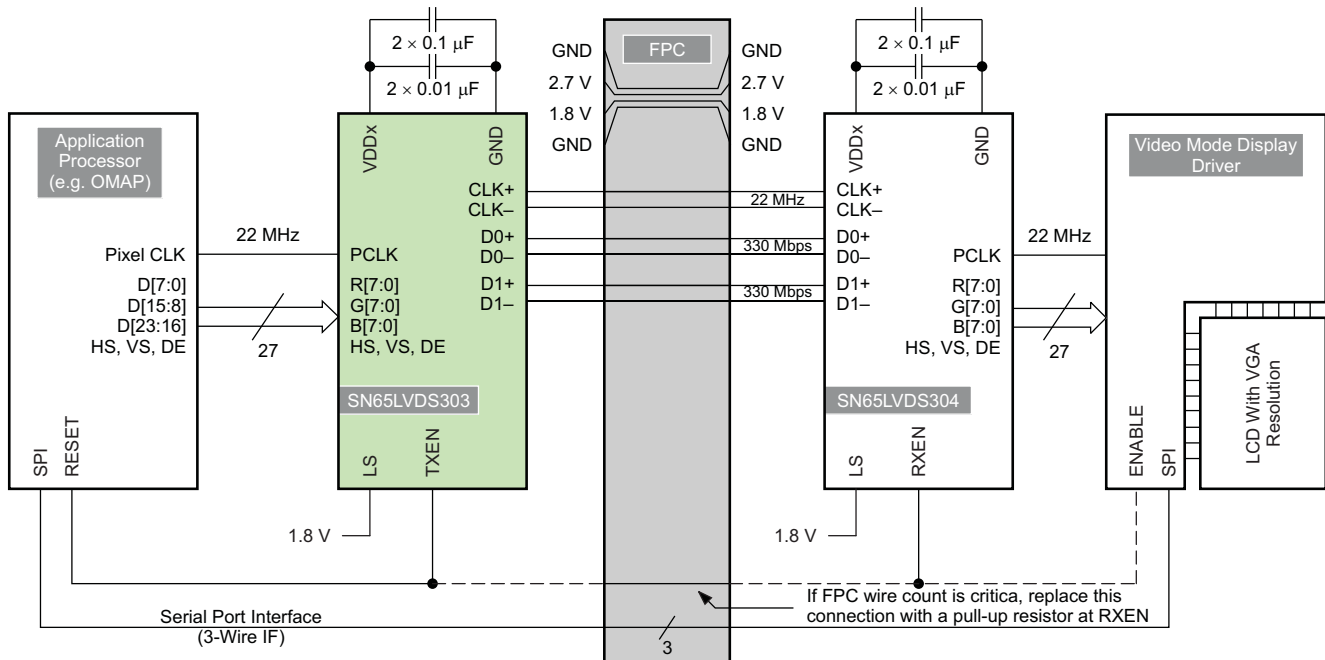 2 × 0.1 μF
2 × 0.01 μF
GND
2.7 V
1.8 V
GND
FPC
GND
2.7 V
1.8 V
GND
2 × 0.1 μF
2 × 0.01 μF
Application
Processor
(e.g. OMAP)
Pixel CLK
D[7:0]
D[15:8]
D[23:16]
HS, VS, DE
SPI
RESET
22 MHz
27
VDDx
GND
CLK+
CLK–
D0+
D0–
D1+
D1–
PCLK
R[7:0]
G[7:0]
B[7:0]
HS, VS, DE
SN65LVDS303
LS
TXEN
1.8 V
22 MHz
330 Mbps
330 Mbps
VDDx
GND
CLK+
CLK–
D0+
D0–
D1+
D1–
PCLK
R[7:0]
G[7:0]
B[7:0]
HS, VS, DE
SN65LVDS304
LS
RXEN
1.8 V
22 MHz
27
Video Mode Display
Driver
LCD With VGA
Resolution
ENABLE
SPI
If FPC wire count is critica, replace this
connection with a pull-up resistor at RXEN
Serial Port Interface
(3-Wire IF)
3